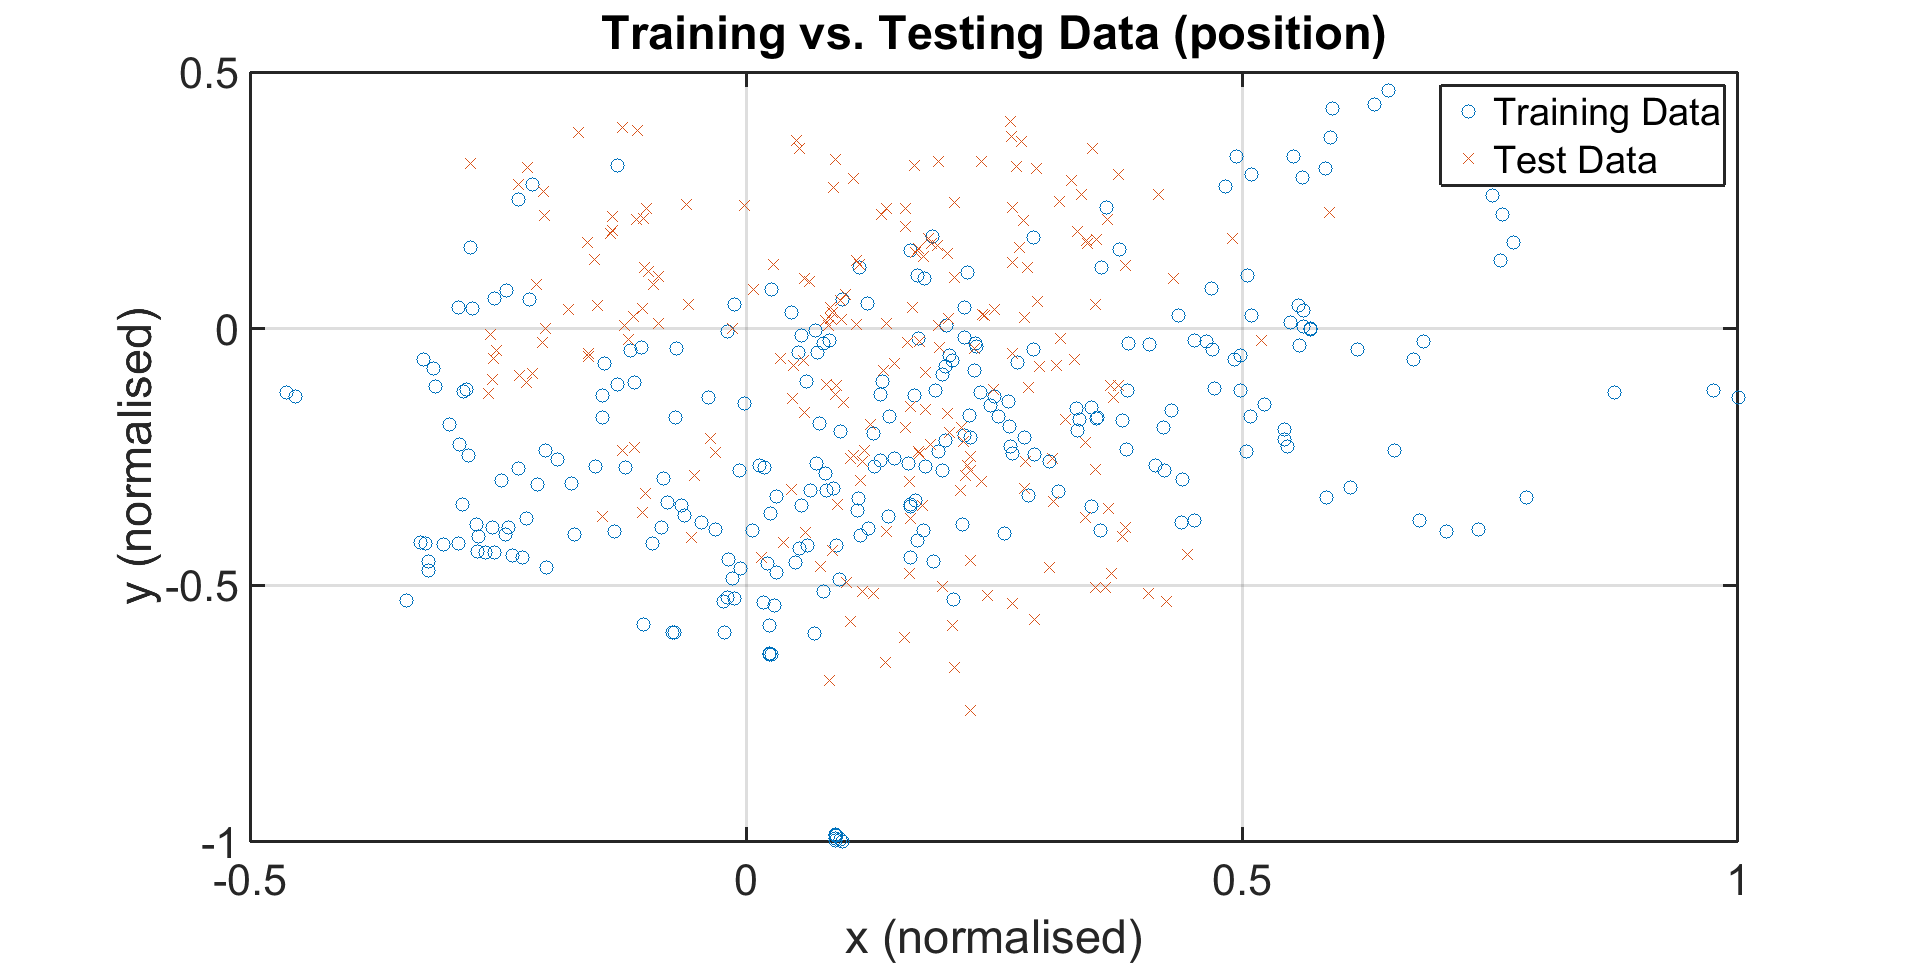 Training vs. Testing Data (position)
0.5
Training Data
Test Data
0
y (normalised)
-0.5
-1
-0.5
0
0.5
1
x (normalised)